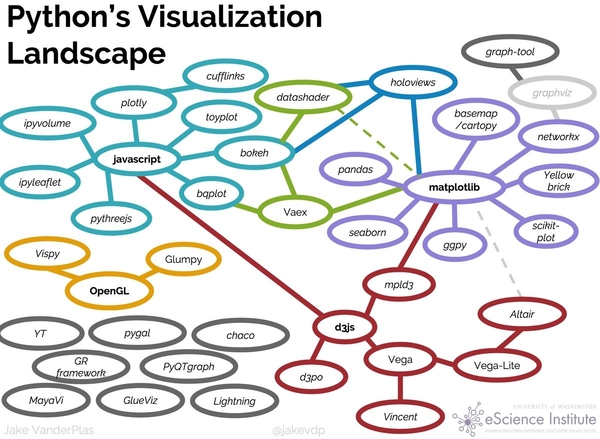 Python's Visualization
Landscape
graph-tool
cufflinks
holoviews
graphviz
datashader
plotly
basemap
/cartopy
toyplot
ipyvolume
networkx
javascript
bokeh
pandas
matplotlib
Yellow
brick
ipyleaflet
bqplot
Vaex
pythreejs
seaborn
ggpy
scikit-
plot
Vispy
Glumpy
OpenGL
mpld3
Altair
d3js
YT
pygal
chaco
Vega
Vega-Lite
GR
framework
PyQTgraph
d3po
MayaVi
GlueViz
Lightning
Vincent
UNIVERSITY OF WASHINGTON
eScience Institute
Jake VanderPlas
@jakevdp